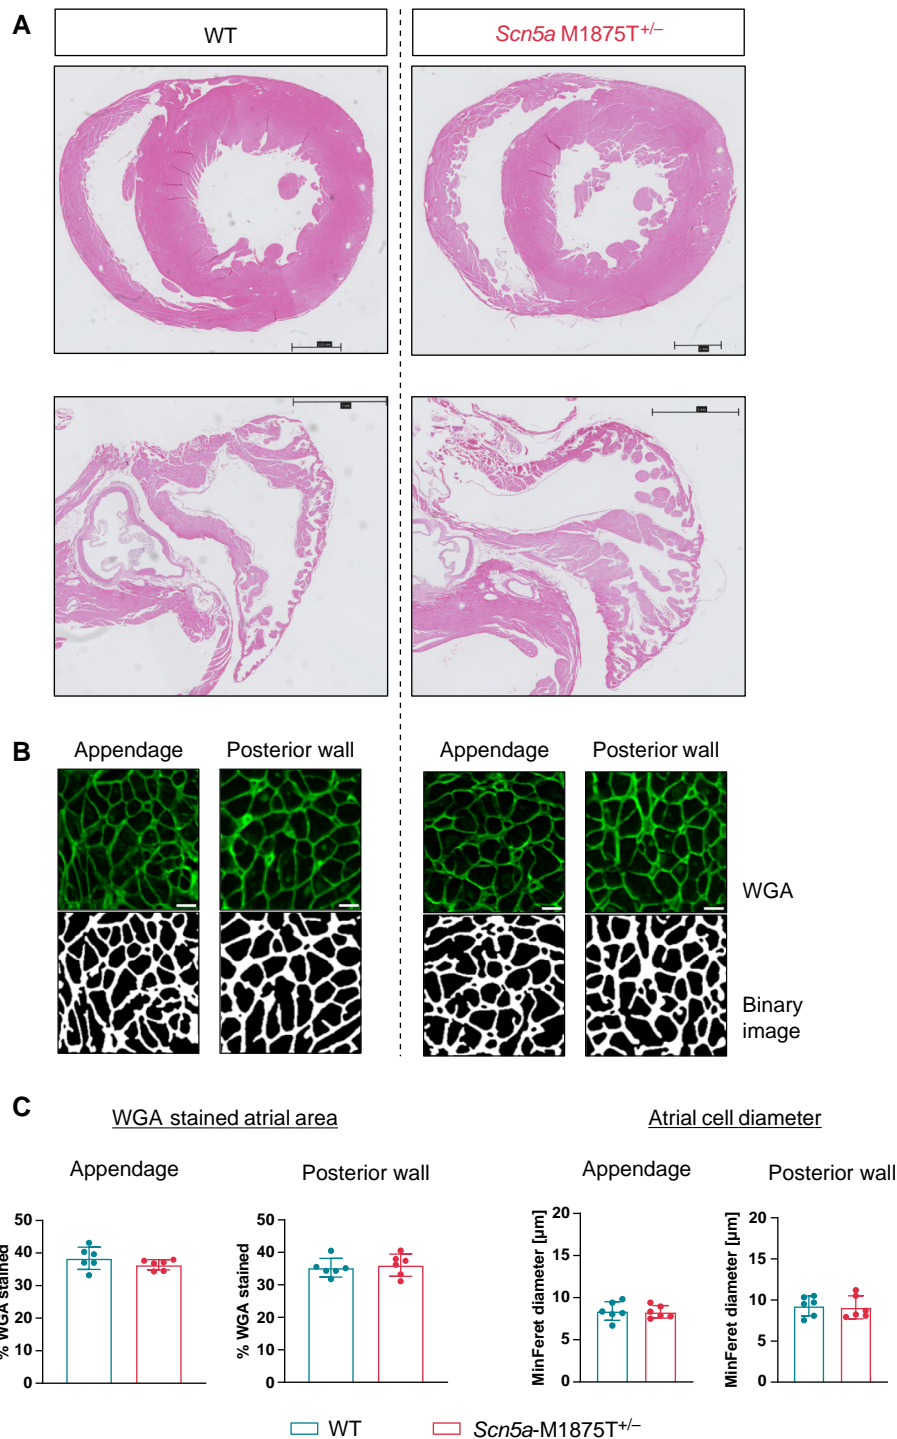 A
WT
Scn5a M1875T+/–
B
Appendage
Posterior wall
Appendage
Posterior wall
WGA
Binary
image
C
WGA stained atrial area
Atrial cell diameter
Appendage
Posterior wall
Appendage
Posterior wall
% WGA stained
50
40
30
20
10
0
% WGA stained
50
40
30
20
10
0
MinFeret diameter [µm]
20
15
10
5
0
MinFeret diameter [µm]
20
15
10
5
0
WT
Scn5a-M1875T+/–